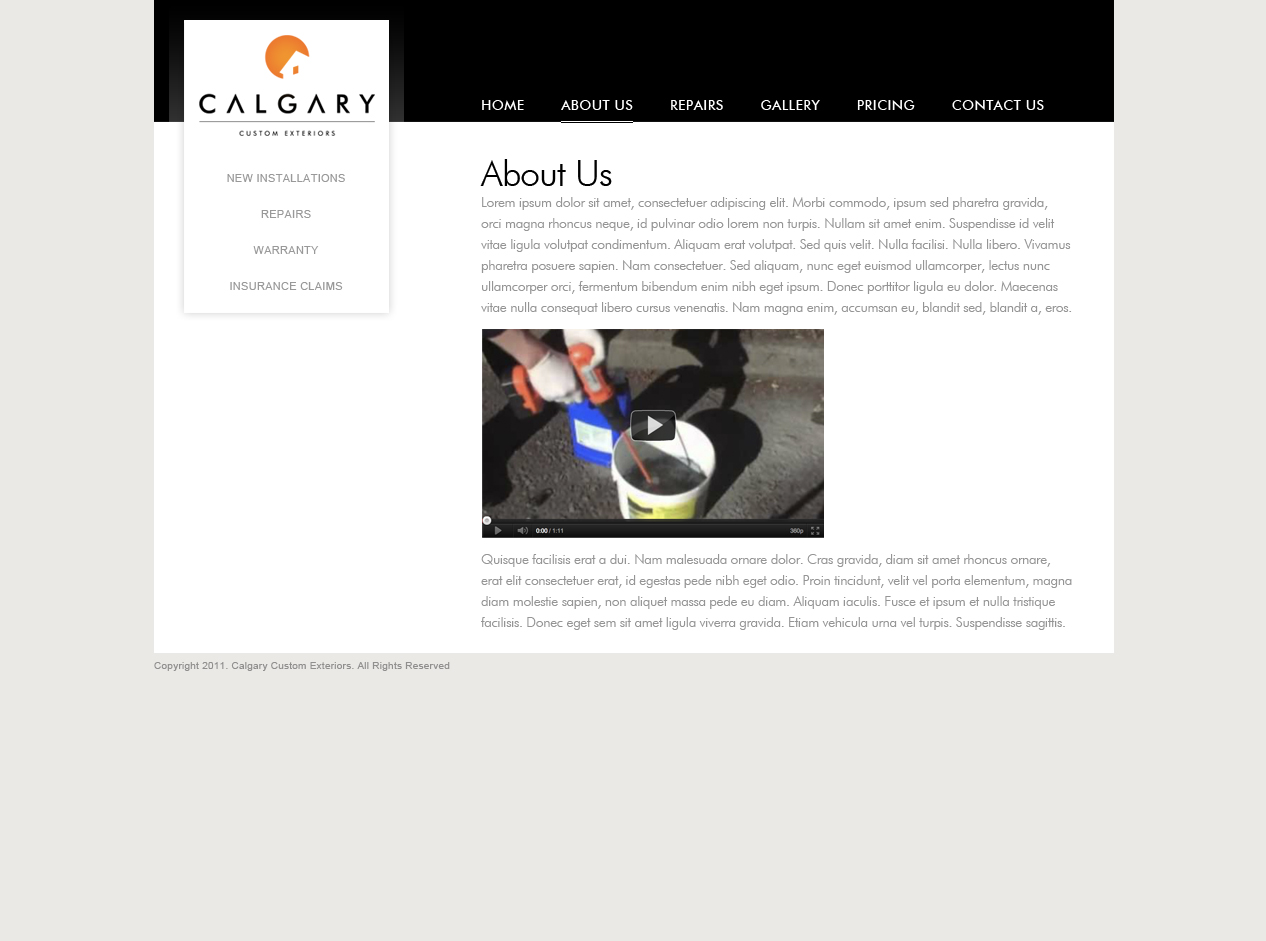 CALGARY
CUSTOM EXTERIORS
HOME ABOUT US REPAIRS GALLERY PRICING CONTACT US
NEW INSTALLATIONS
REPAIRS
WARRANTY
INSURANCE CLAIMS
About Us
Lorem ipsum dolor sit amet, consectetuer adipiscing elit. Morbi commodo, ipsum sed pharetra gravida,
orci magna rhoncus neque, id pulvinar odio lorem non turpis. Nullam sit amet enim. Suspendisse id velit
vitae ligula volutpat condimentum. Aliquam erat volutpat. Sed quis velit. Nulla facilisi. Nulla libero. Vivamus
pharetra posuere sapien. Nam consectetuer. Sed aliquam, nunc eget euismod ullamcorper, lectus nunc
ullamcorper orci, fermentum bibendum enim nibh eget ipsum. Donec porttitor ligula eu dolor. Maecenas
vitae nulla consequat libero cursus venenatis. Nam magna enim, accumsan eu, blandit sed, blandit a, eros.
0:00 / 1:11 360p
Quisque facilisis erat a dui. Nam malesuada ornare dolor. Cras gravida, diam sit amet rhoncus ornare,
erat elit consectetuer erat, id egestas pede nibh eget odio. Proin tincidunt, velit vel porta elementum, magna
diam molestie sapien, non aliquet massa pede eu diam. Aliquam iaculis. Fusce et ipsum et nulla tristique
facilisis. Donec eget sem sit amet ligula viverra gravida. Etiam vehicula urna vel turpis. Suspendisse sagittis.
Copyright 2011. Calgary Custom Exteriors. All Rights Reserved